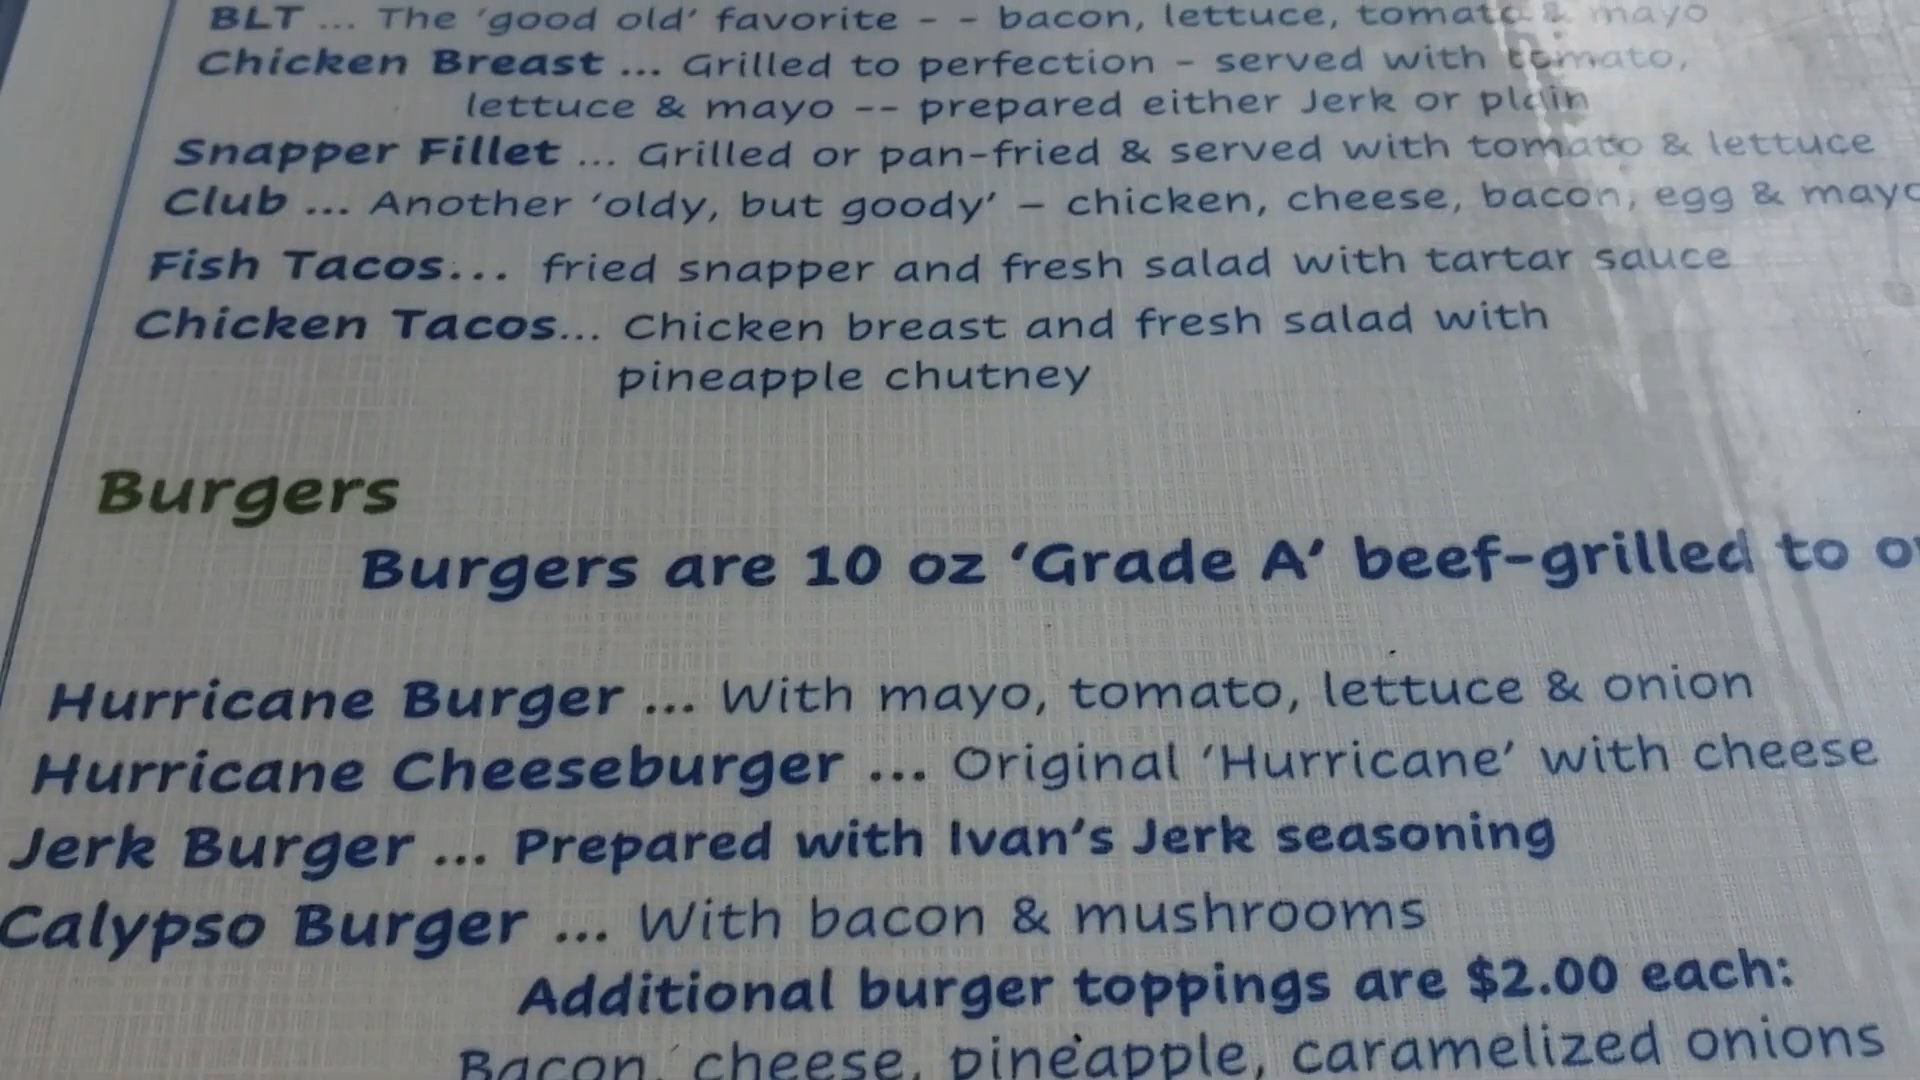 BLT ... The 'good old' favorite - - bacon, lettuce, tomato & mayo
Chicken Breast ... Grilled to perfection - served with tomato,
lettuce & mayo -- prepared either Jerk or plain
Snapper Fillet ... Grilled or pan-fried & served with tomato & lettuce
Club ... Another 'oldy, but goody' – chicken, cheese, bacon, egg & mayo
Fish Tacos... fried snapper and fresh salad with tartar sauce
Chicken Tacos... Chicken breast and fresh salad with
pineapple chutney
Burgers
Burgers are 10 oz 'Grade A' beef-grilled to
Hurricane Burger ... With mayo, tomato, lettuce & onion
Hurricane Cheeseburger ... Original 'Hurricane' with cheese
Jerk Burger ... Prepared with Ivan's Jerk seasoning
Calypso Burger ... With bacon & mushrooms
Additional burger toppings are $2.00 each:
Bacon, cheese, pineapple, caramelized onions